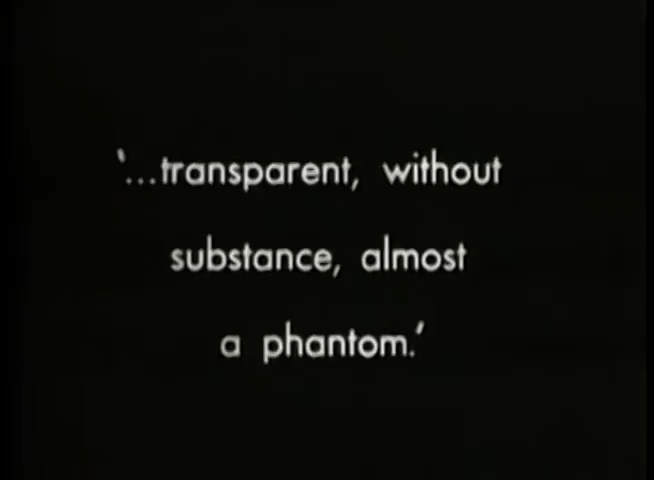 ‘...transparent, without
substance, almost
a phantom.’